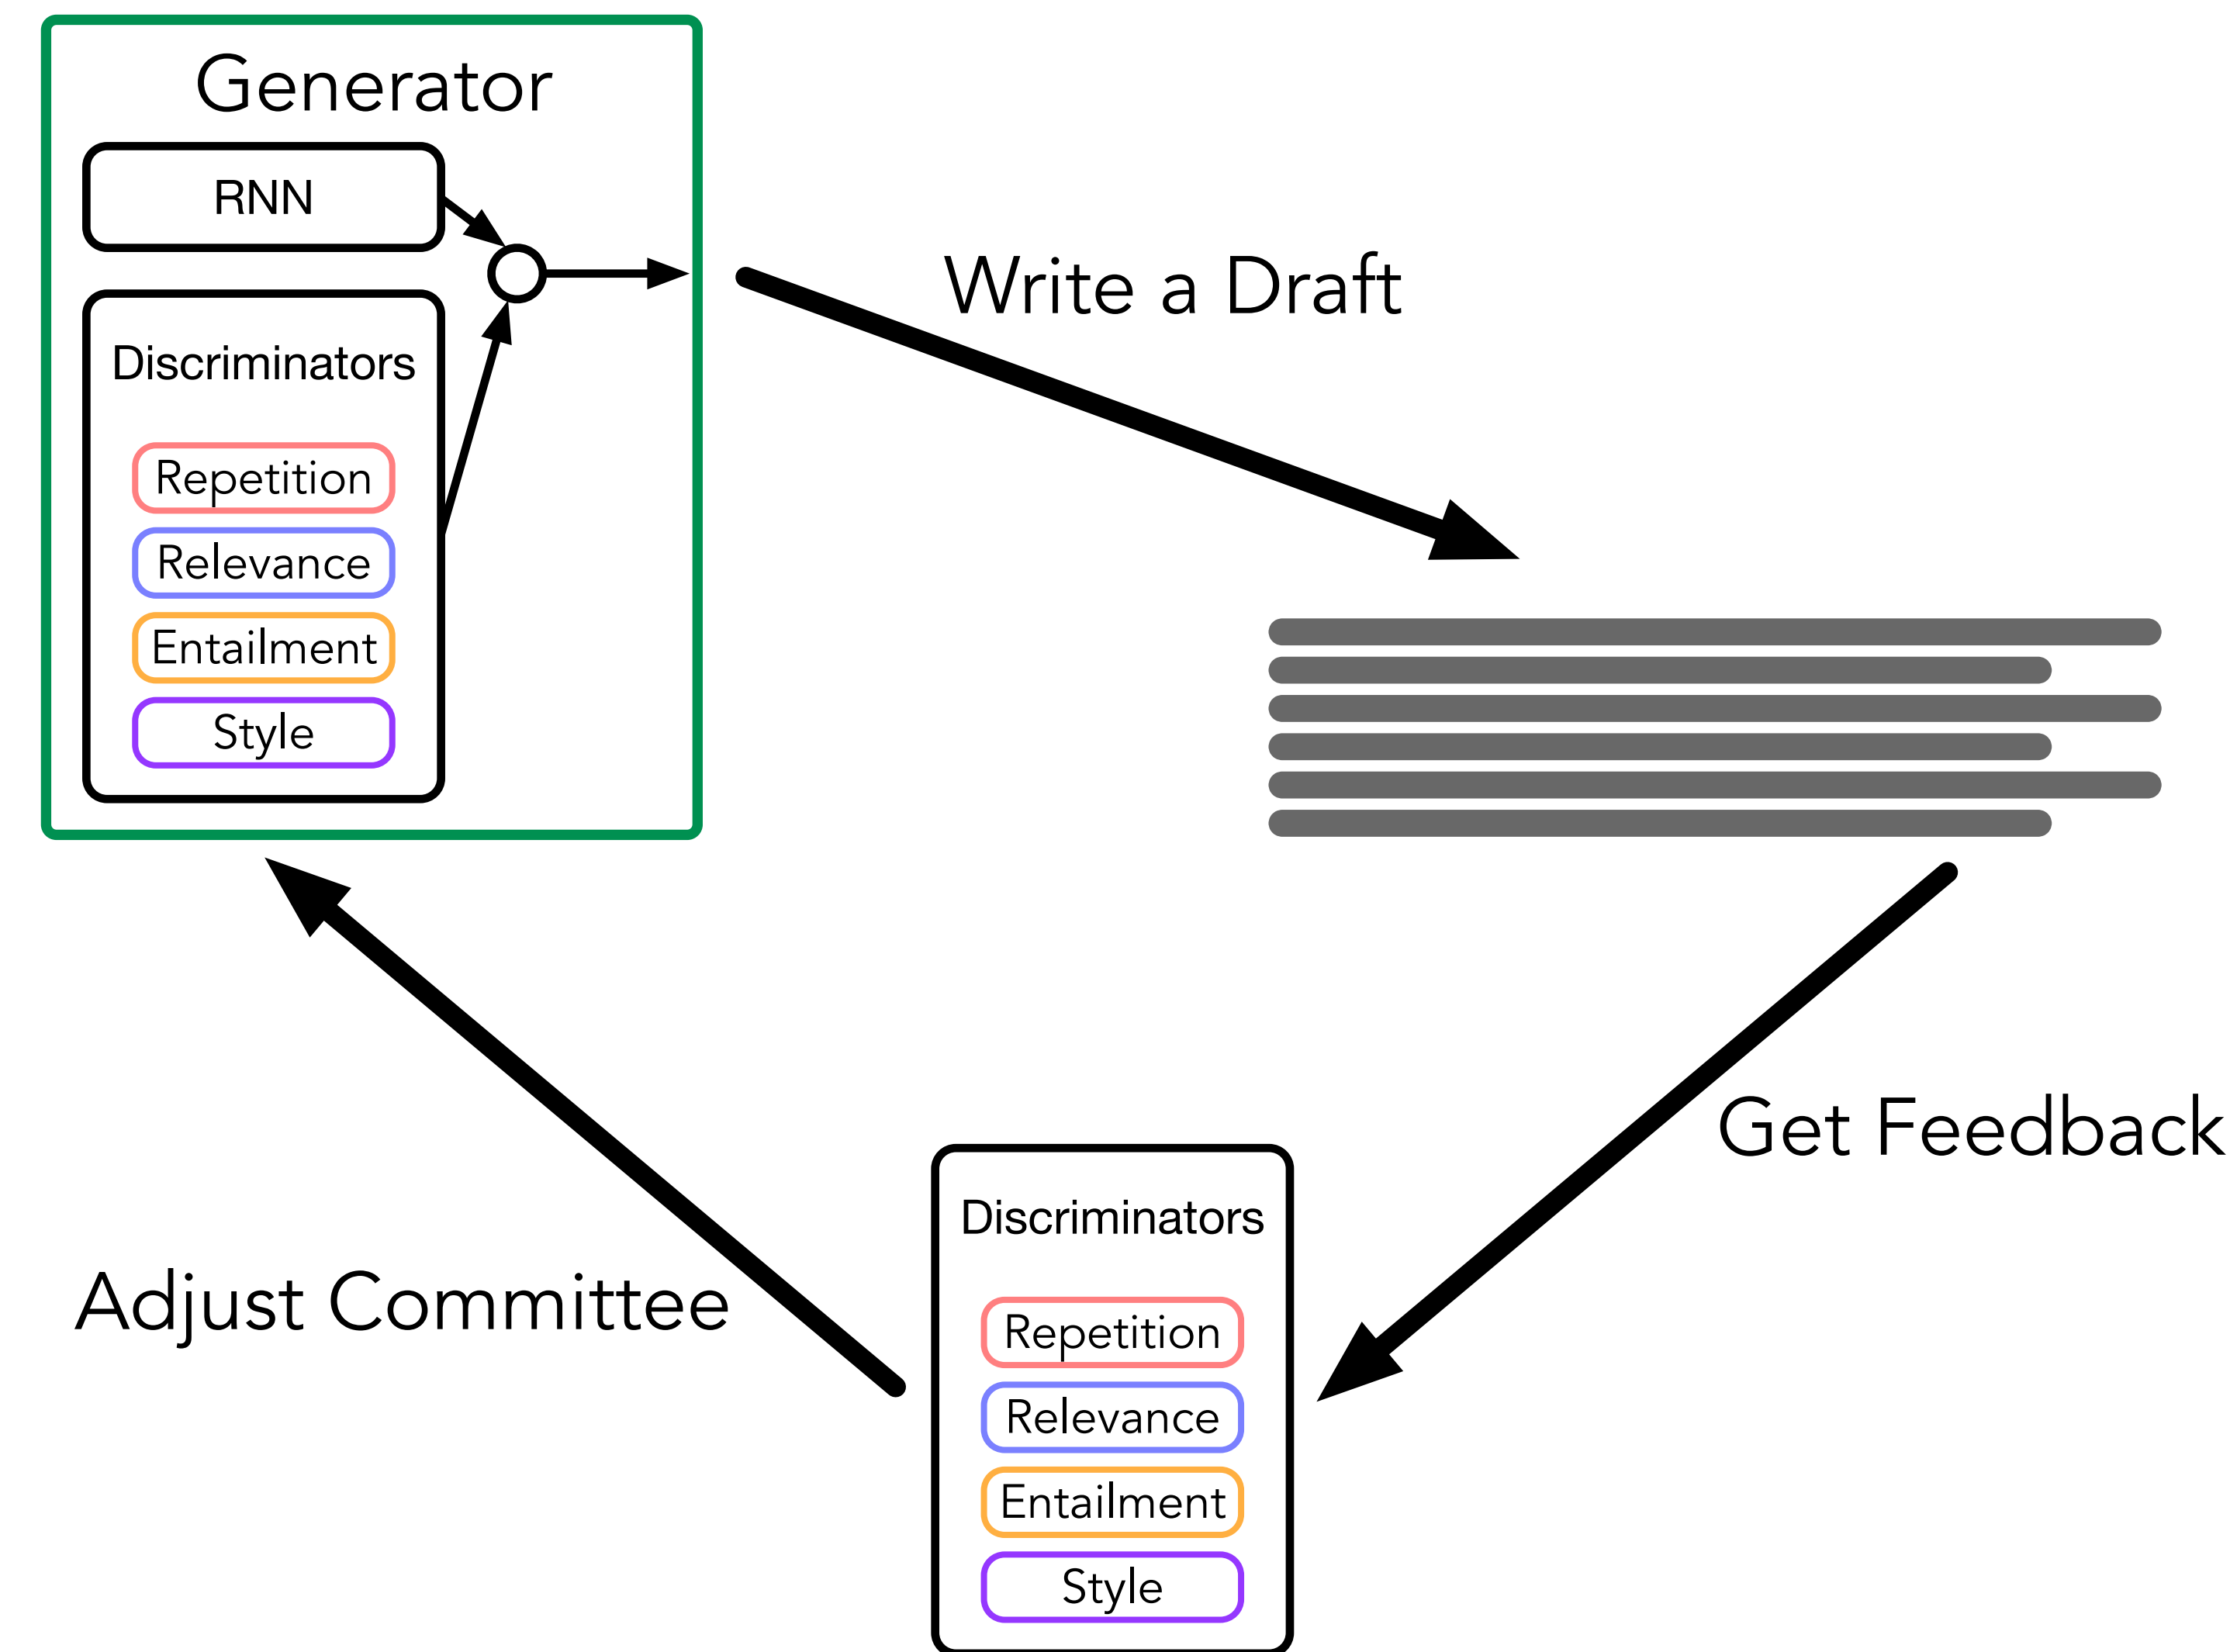 Generator
RNN
Discriminators
Repetition
Relevance
Entailment
Style
Write a Draft
Get Feedback
Discriminators
Repetition
Relevance
Entailment
Style
Adjust Committee